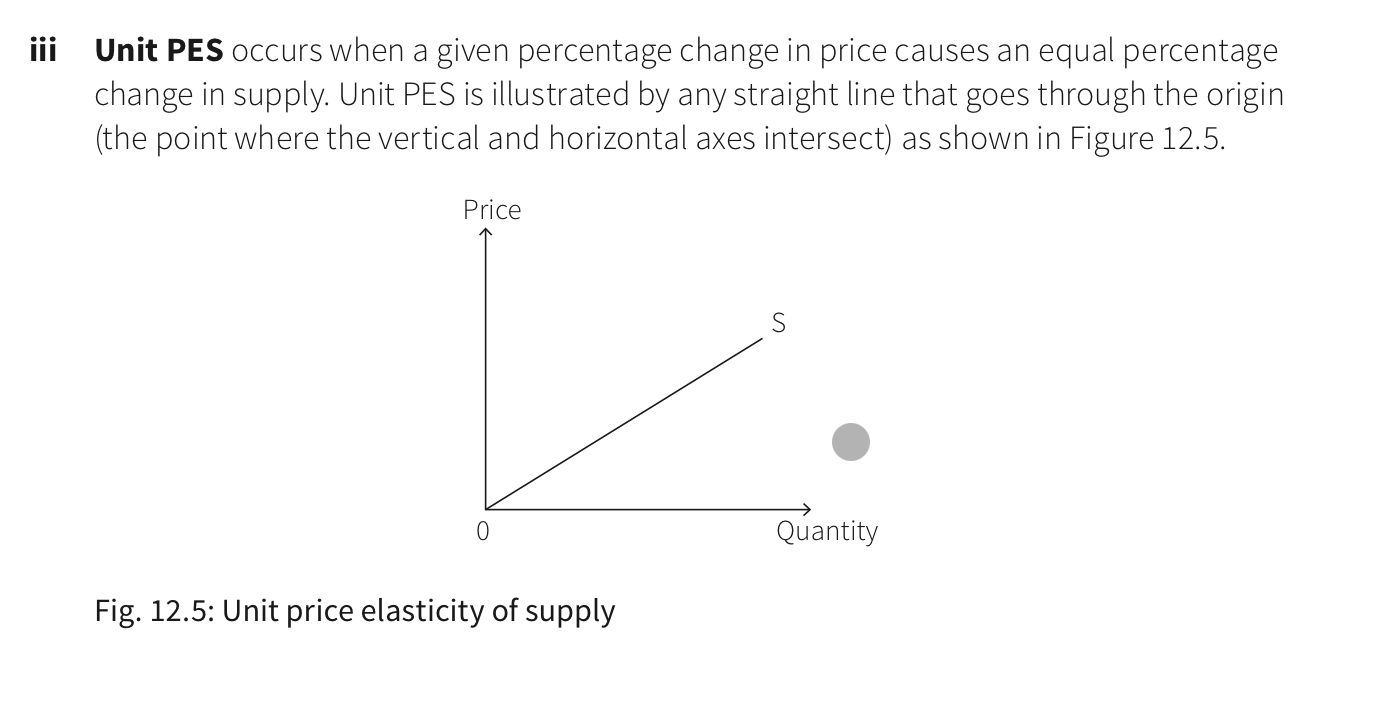 iii Unit PES occurs when a given percentage change in price causes an equal percentage
change in supply. Unit PES is illustrated by any straight line that goes through the origin
(the point where the vertical and horizontal axes intersect) as shown in Figure 12.5.
Price
S
0
Quantity
Fig. 12.5: Unit price elasticity of supply